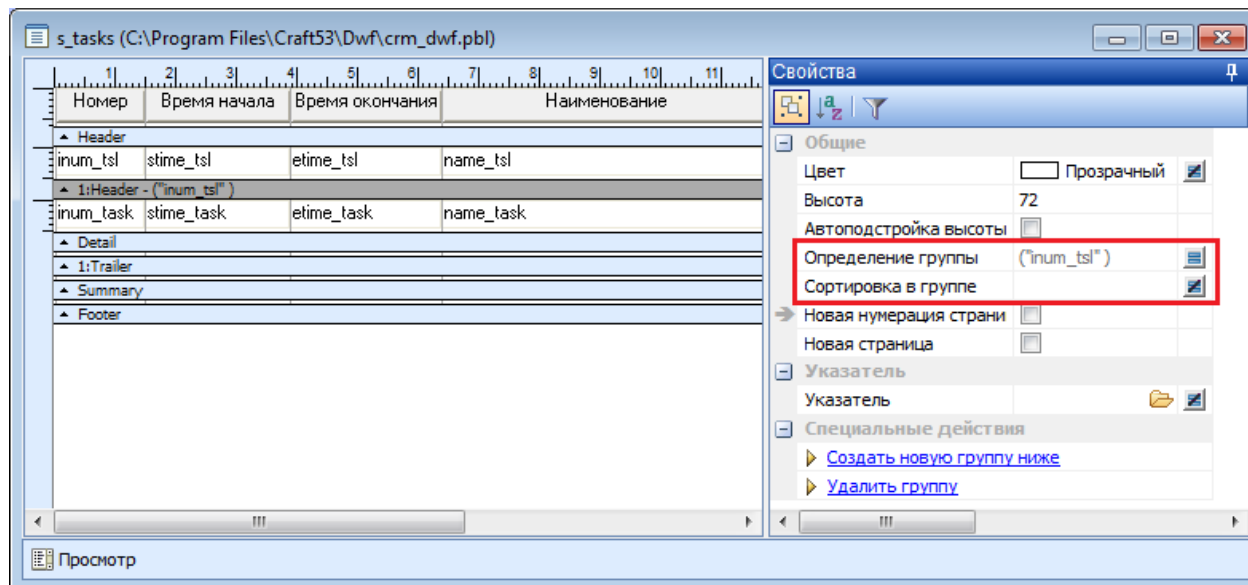 s_tasks (C:\Program Files\Craft53\Dwf\crm_dwf.pbl)
1 2 3 4 5 6 7 8 9 10 11
Номер Время начала Время окончания Наименование
Header
inum_tsl stime_tsl etime_tsl name_tsl
1:Header - ("inum_tsl" )
inum_task stime_task etime_task name_task
Detail
1:Trailer
Summary
Footer
Просмотр
Свойства
Общие
Цвет Прозрачный
Высота 72
Автоподстройка высоты
Определение группы ("inum_tsl" )
Сортировка в группе
Новая нумерация страни
Новая страница
Указатель
Указатель
Специальные действия
Создать новую группу ниже
Удалить группу